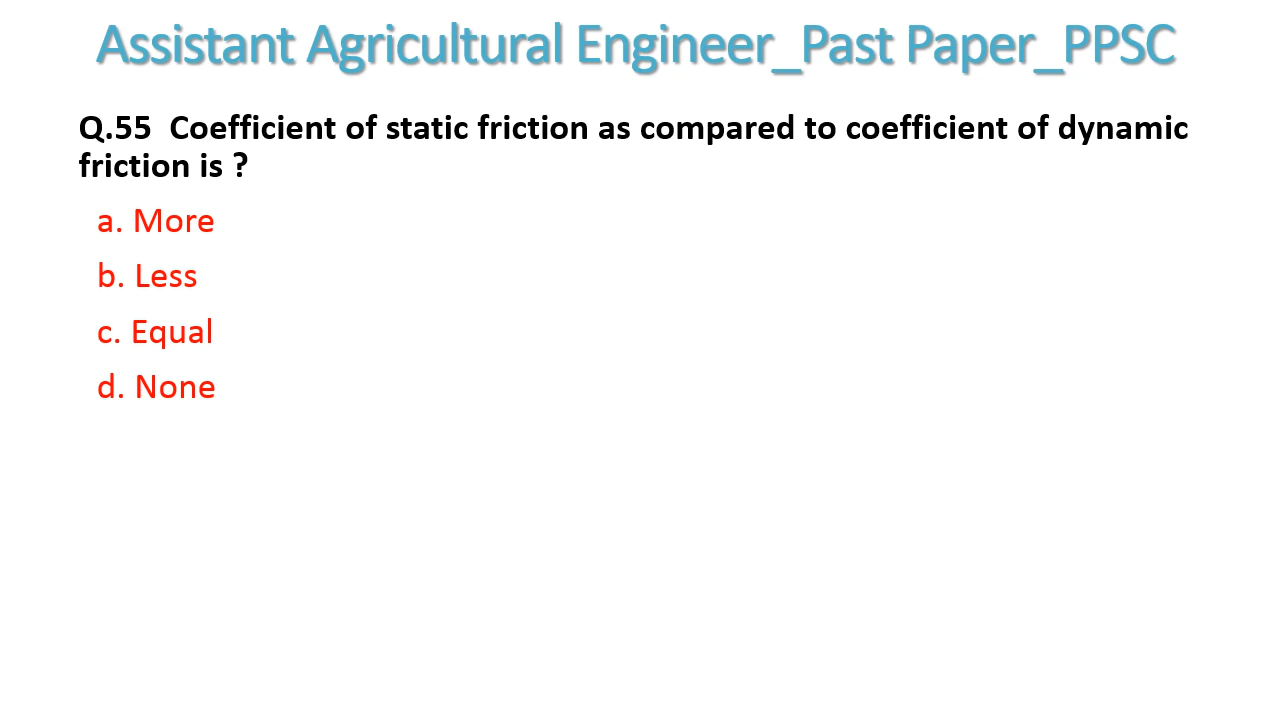 Assistant Agricultural Engineer_Past Paper_PPSC
Q.55  Coefficient of static friction as compared to coefficient of dynamic
friction is ?
a. More
b. Less
c. Equal
d. None